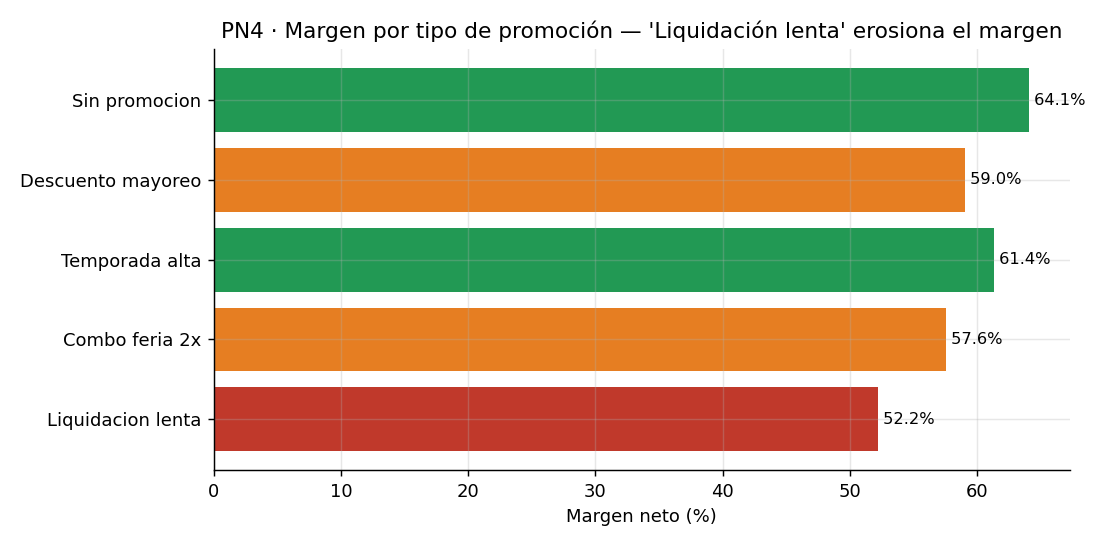 PN4 · Margen por tipo de promoción — 'Liquidación lenta' erosiona el margen
Sin promocion
64.1%
Descuento mayoreo
59.0%
Temporada alta
61.4%
Combo feria 2x
57.6%
Liquidacion lenta
52.2%
0 10 20 30 40 50 60
Margen neto (%)